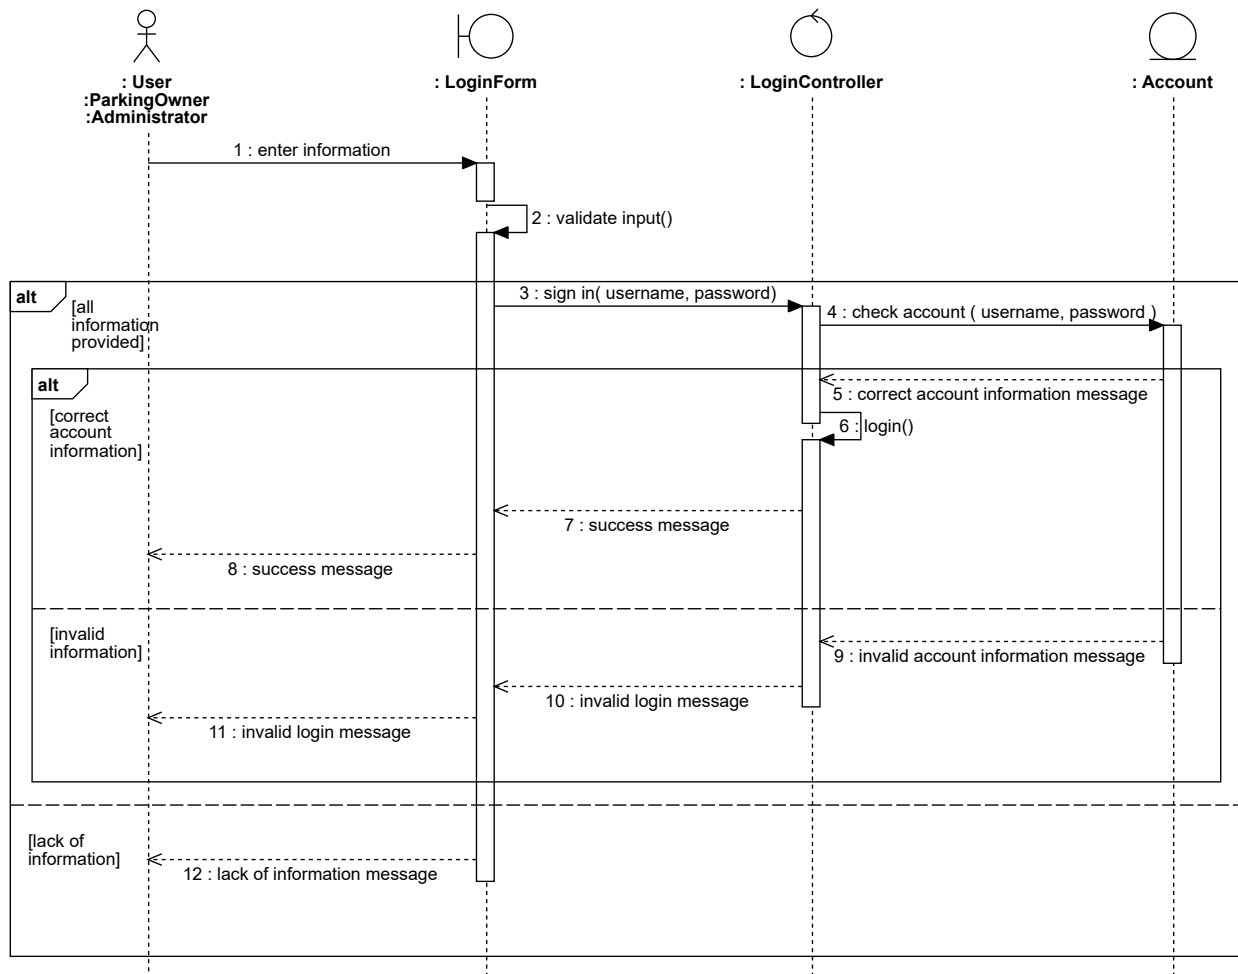 : User
:ParkingOwner
:Administrator
: LoginForm
: LoginController
: Account
1 : enter information
2 : validate input()
alt
[all
information
provided]
3 : sign in( username, password)
4 : check account ( username, password )
alt
[correct
account
information]
5 : correct account information message
6 : login()
7 : success message
8 : success message
[invalid
information]
9 : invalid account information message
10 : invalid login message
11 : invalid login message
[lack of
information]
12 : lack of information message